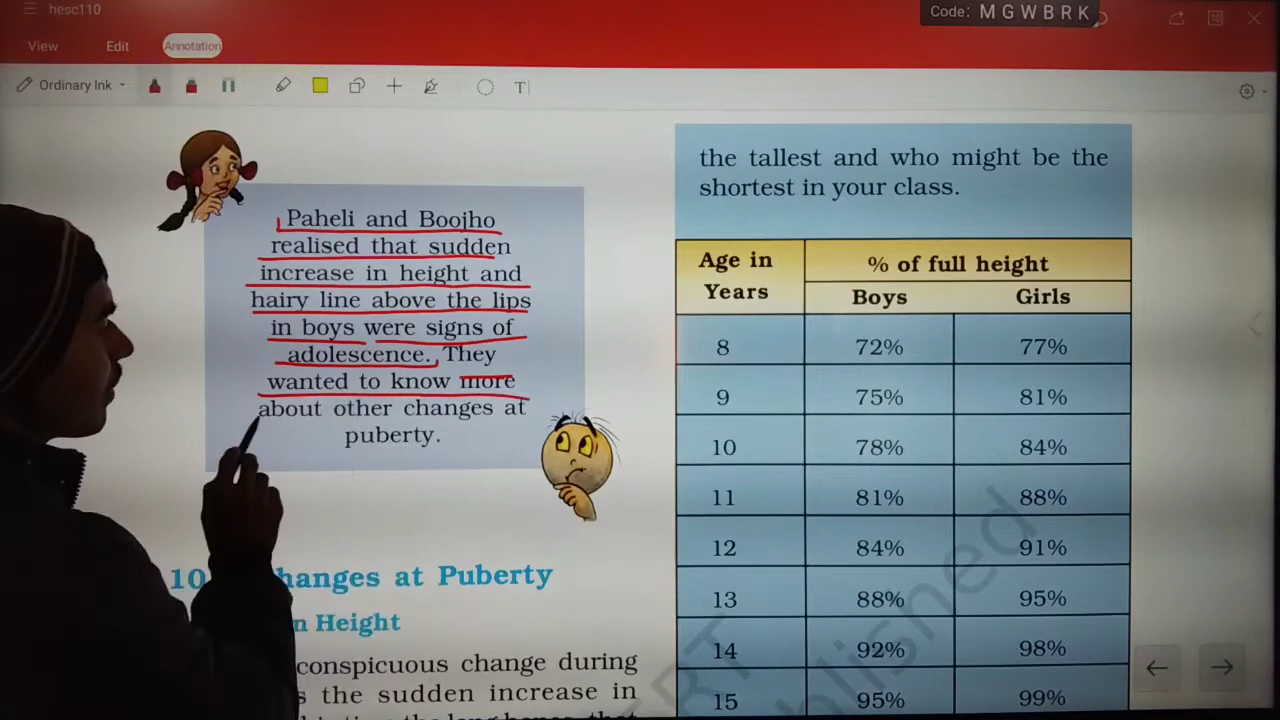 hesc110
Code: M G W B R K
View Edit Annotation
Ordinary Ink
T
Paheli and Boojho
realised that sudden
increase in height and
hairy line above the lips
in boys were signs of
adolescence. They
wanted to know more
about other changes at
puberty.
10 hanges at Puberty
n Height
conspicuous change during
s the sudden increase in
the tallest and who might be the
shortest in your class.
Age in Years % of full height
Boys Girls
8 72% 77%
9 75% 81%
10 78% 84%
11 81% 88%
12 84% 91%
13 88% 95%
14 92% 98%
15 95% 99%